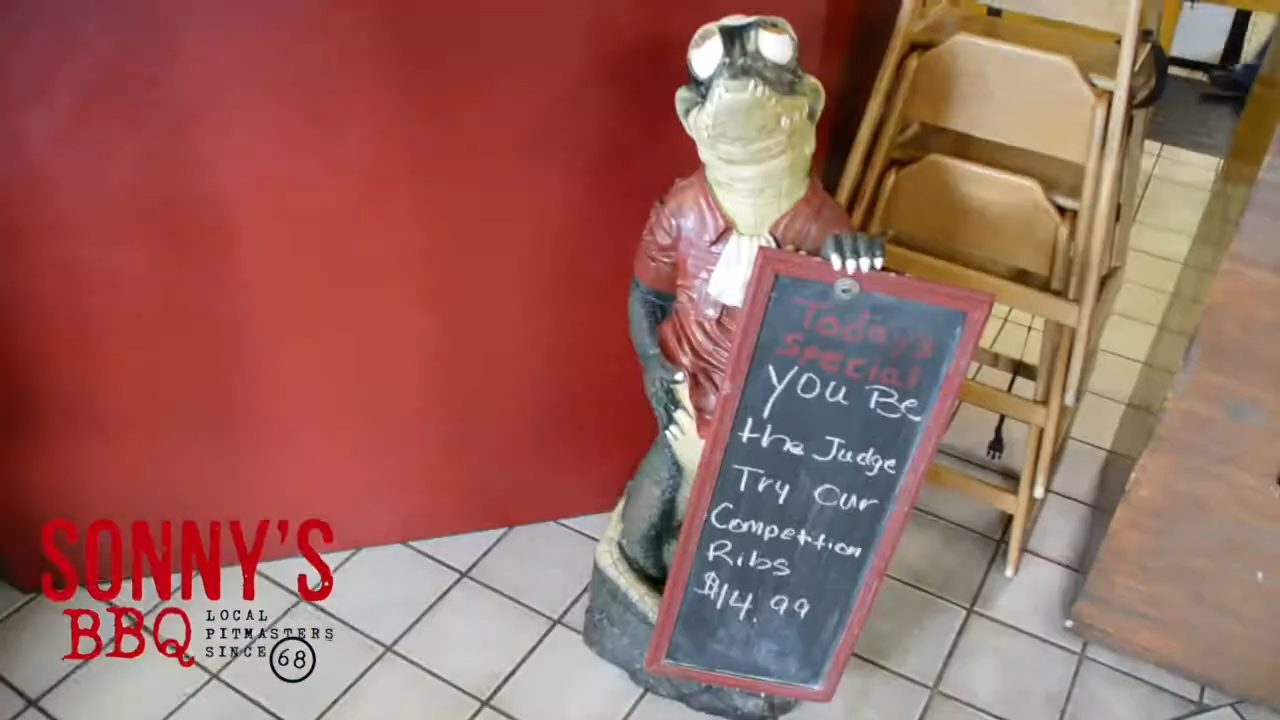 Today's
Special
YOU Be
the Judge
Try Our
Competition
Ribs
$14.99
SONNY'S
BBQ
LOCAL
PITMASTERS
SINCE 68